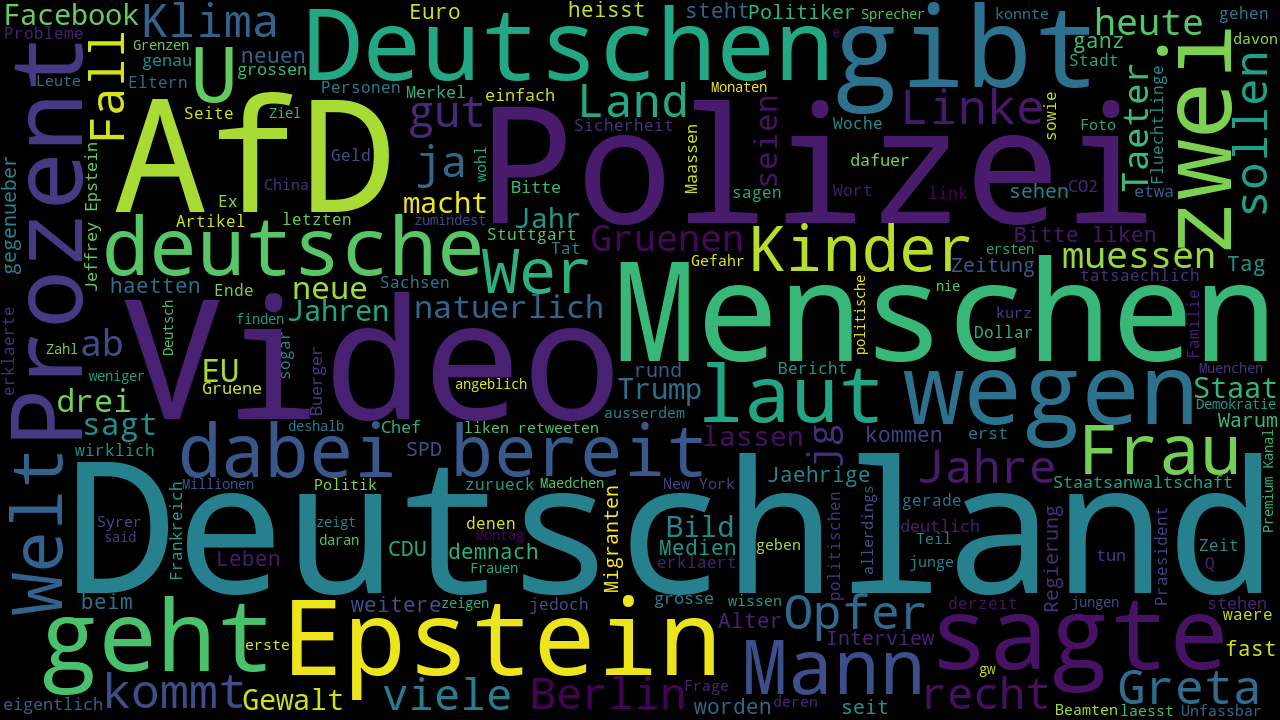 Facebook
Klima
Euro
heisst
steht
Politiker
Sprecher
konnte
gehen
Probleme
Grenzen
genau
neuen
Deutschen
gibt
heute
davon
Leute
Eltern
U
grossen
Personen
Merkel
einfach
Monaten
e
ganz
Stadt
zwei
Prozent
Fall
Seite
Ziel
gut
Land
Linke
sowie
Foto
Taeter
Fluechtlinge
sollen
AfD
Polizei
Sicherheit
Maassen
seien
Woche
dafuer
gegenueber
Jeffrey Epstein
Geld
China
Ex
ja
wohl
Bitte
sagen
Wort
link
sehen
CO2
etwa
Artikel
letzten
macht
zumindest
Jahr
Stuttgart
Tat
Gruenen
Kinder
Bitte liken
ersten
muessen
Tag
deutsche
Wer
Gefahr
Zeitung
tatsaechlich
haetten
Ende
neue
Sachsen
Menschen
politische
nie
erklaerte
Deutsch
finden
Jahren
natuerlich
kurz
Dollar
Familie
Zahl
ab
Video
sogar
Buerger
weniger
EU
Gruene
angeblich
rund
Trump
Bericht
Muenchen
Staat
Demokratie
drei
laut
wegen
ausserdem
Warum
Welt
sagt
wirklich
deshalb
Chef
liken retweeten
lassen
jg
kommen
erst
Frau
Premium Kanal
dabei
SPD
bereit
Jahre
Jaehrige
Staatsanwaltschaft
Millionen
Politik
zurueck
Maedchen
New York
Deutschland
Frankreich
Syrer
said
zeigt
daran
denen
Montag
Migranten
Bild
Medien
geben
politischen
allerdings
gerade
deutlich
Teil
Regierung
Praesident
Zeit
Q
Leben
CDU
demnach
Frauen
erklaert
junge
tun
beim
weitere
zeigen
jedoch
grosse
wissen
Opfer
derzeit
jungen
stehen
geht
erste
Epstein
Alter
Interview
sagte
waere
fast
gw
Mann
eigentlich
kommt
Gewalt
viele
Berlin
Frage
worden
deren
seit
recht
Beamten
Greta
laesst
Unfassbar